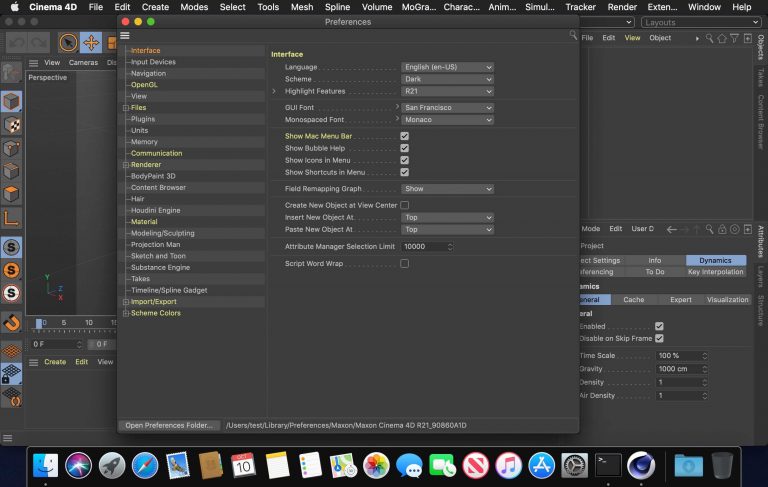 Cinema 4D File Edit Create Modes Select Tools Mesh Spline Volume MoGra... Charac... Anim... Simul... Tracker Render Exten... Window
Preferences
Layouts
View Cameras Dis
Perspective
Y
Z
X
0 5 10 15
0 F 0 F
Create Edit View
Interface
Input Devices
Navigation
OpenGL
View
Files
Plugins
Units
Memory
Communication
Renderer
BodyPaint 3D
Content Browser
Hair
Houdini Engine
Material
Modeling/Sculpting
Projection Man
Sketch and Toon
Substance Engine
Takes
Timeline/Spline Gadget
Import/Export
Scheme Colors
Interface
Language English (en-US)
Scheme Dark
Highlight Features R21
GUI Font San Francisco
Monospaced Font Monaco
Show Mac Menu Bar
Show Bubble Help
Show Icons in Menu
Show Shortcuts in Menu
Field Remapping Graph Show
Create New Object at View Center
Insert New Object At Top
Paste New Object At Top
Attribute Manager Selection Limit 10000
Script Word Wrap
Open Preferences Folder... /Users/test/Library/Preferences/Maxon/Maxon Cinema 4D R21_90860A1D
File Edit View Object
Objects
Takes
Content Browser
Mode Edit User D
Project
ect Settings Info Dynamics
eferencing To Do Key Interpolation
amics
eneral Cache Expert Visualization
eral
Enabled
Disable on Skip Frame
Time Scale 100 %
Gravity 1000 cm
Density 1
Air Density 1
Attributes
Layers
Structure
OCT
10